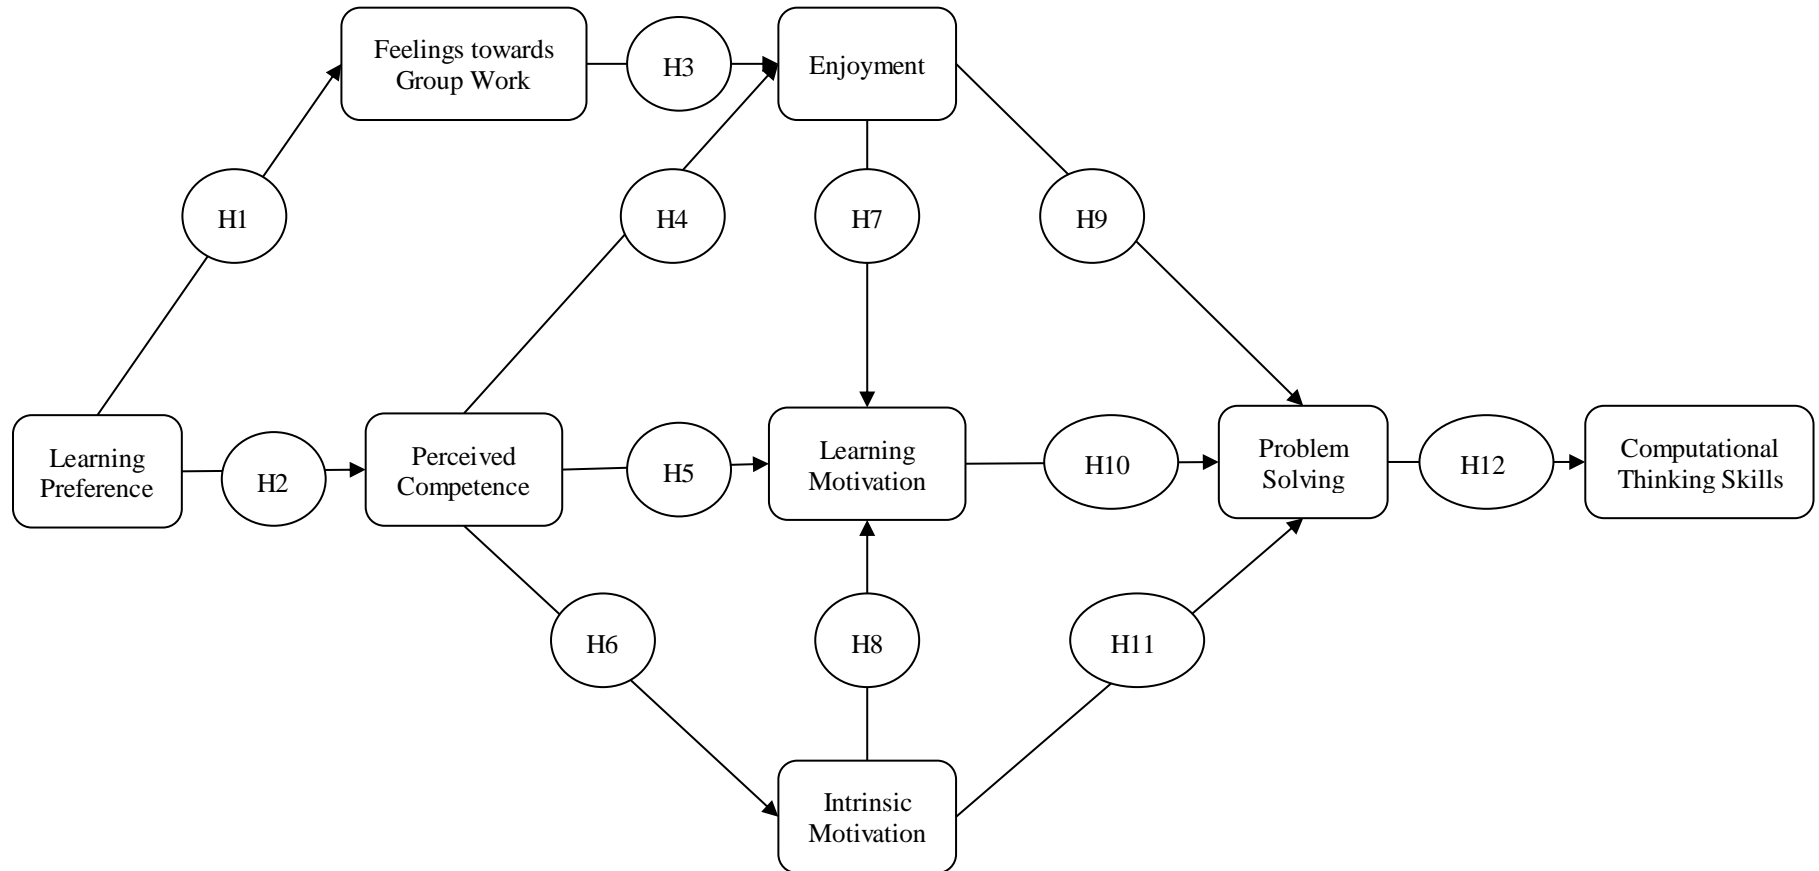 Feelings towards
Group Work
H3
Enjoyment
H1
H4
H7
H9
Learning
Preference
H2
Perceived
Competence
H5
Learning
Motivation
H10
Problem
Solving
H12
Computational
Thinking Skills
H6
H8
H11
Intrinsic
Motivation